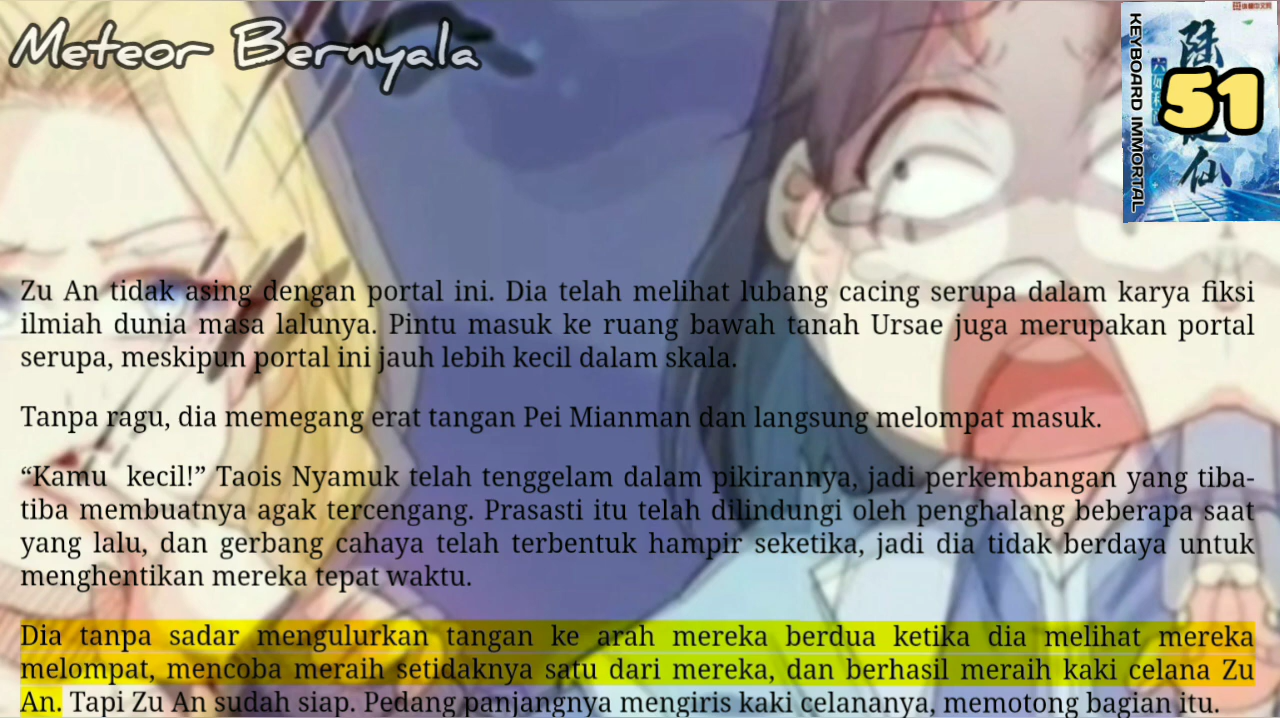 Meteor Bernyala
KEYBOARD IMMORTAL
51
仙
Zu An tidak asing dengan portal ini. Dia telah melihat lubang cacing serupa dalam karya fiksi
ilmiah dunia masa lalunya. Pintu masuk ke ruang bawah tanah Ursae juga merupakan portal
serupa, meskipun portal ini jauh lebih kecil dalam skala.
Tanpa ragu, dia memegang erat tangan Pei Mianman dan langsung melompat masuk.
“Kamu kecil!” Taois Nyamuk telah tenggelam dalam pikirannya, jadi perkembangan yang tiba-
tiba membuatnya agak tercengang. Prasasti itu telah dilindungi oleh penghalang beberapa saat
yang lalu, dan gerbang cahaya telah terbentuk hampir seketika, jadi dia tidak berdaya untuk
menghentikan mereka tepat waktu.
Dia tanpa sadar mengulurkan tangan ke arah mereka berdua ketika dia melihat mereka
melompat, mencoba meraih setidaknya satu dari mereka, dan berhasil meraih kaki celana Zu
An. Tapi Zu An sudah siap. Pedang panjangnya mengiris kaki celananya, memotong bagian itu.